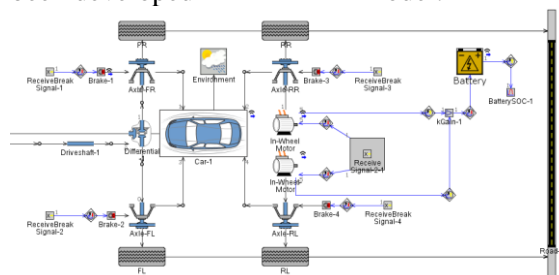 FR
RR
ReceiveBreak
Signal-1
Brake-1
Axle-FR
Environment
Axle-RR
Brake-3
ReceiveBreak
Signal-3
Battery
BatterySOC-1
kGain-1
In-Wheel
Motor
Driveshaft-1
Differential
Car-1
Receive
Signal-2-1
In-Wheel
Motor
ReceiveBreak
Signal-2
Brake-2
Axle-FL
Axle-RL
Brake-4
ReceiveBreak
Signal-4
FL
RL
Road-